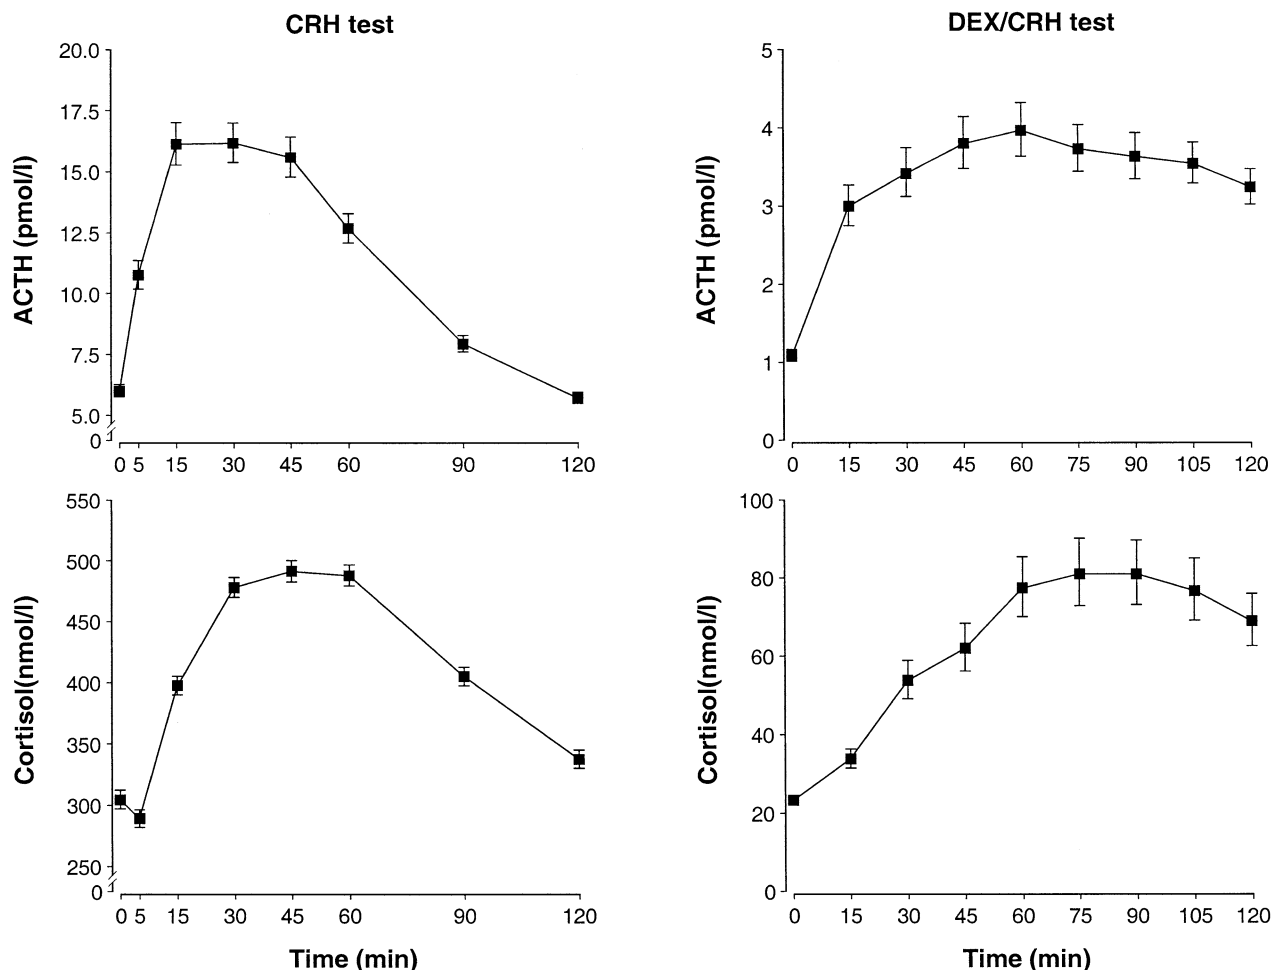 CRH test
ACTH (pmol/l)
20.0
17.5
15.0
12.5
10.0
7.5
5.0
0
0 5 15 30 45 60 90 120
DEX/CRH test
ACTH (pmol/l)
5
4
3
2
1
0
0 15 30 45 60 75 90 105 120
Cortisol(nmol/l)
550
500
450
400
350
300
250
0
0 5 15 30 45 60 90 120
Time (min)
Cortisol(nmol/l)
100
80
60
40
20
0
0 15 30 45 60 75 90 105 120
Time (min)